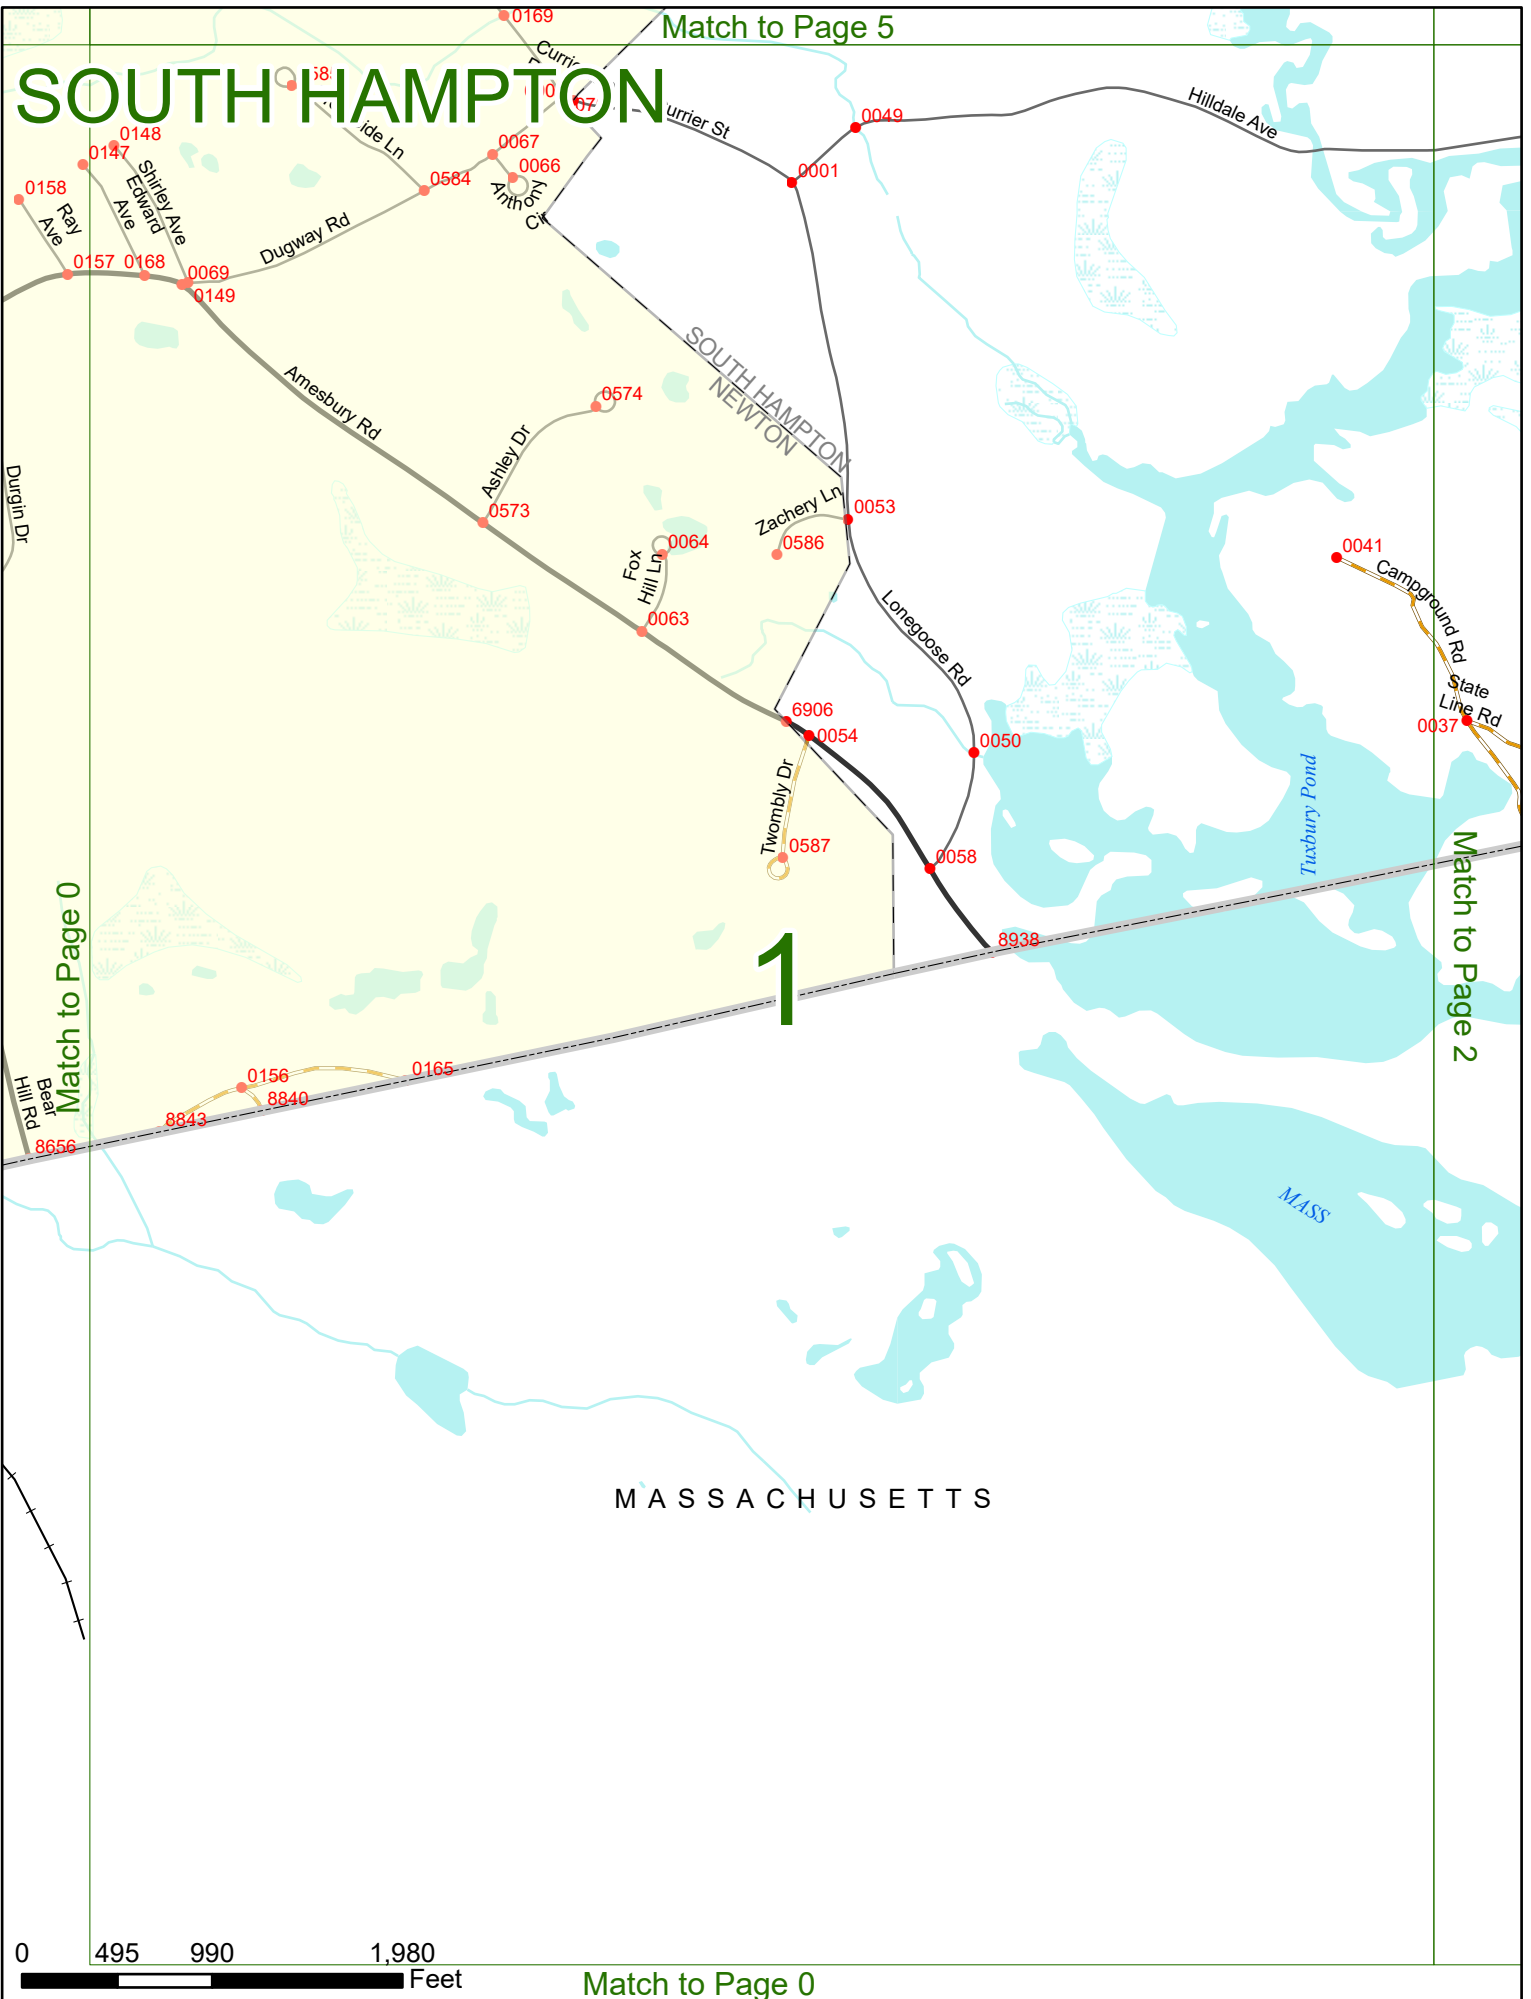 Match to Page 5
SOUTH HAMPTON
0169
0049
Hilldale Ave
0148
0147
0067
0066
0001
0158
0584
Shirley Ave
Edward
Ave
Ray
Ave
Anthony
Cir
Dugway Rd
0157
0168
0069
0149
SOUTH HAMPTON
NEWTON
Amesbury Rd
0574
Ashley Dr
0573
Durgin Dr
Zachery Ln
0053
0586
0064
Fox
Hill Ln
0063
0041
Campground Rd
Lonegoose Rd
State
Line Rd
0037
6906
0054
0050
Tuxbury Pond
Twombly Dr
0587
0058
Match to Page 0
Match to Page 2
1
8938
0165
0156
8840
8843
Bear
Hill Rd
8656
MASS
MASSACHUSETTS
0 495 990 1,980
Feet
Match to Page 0